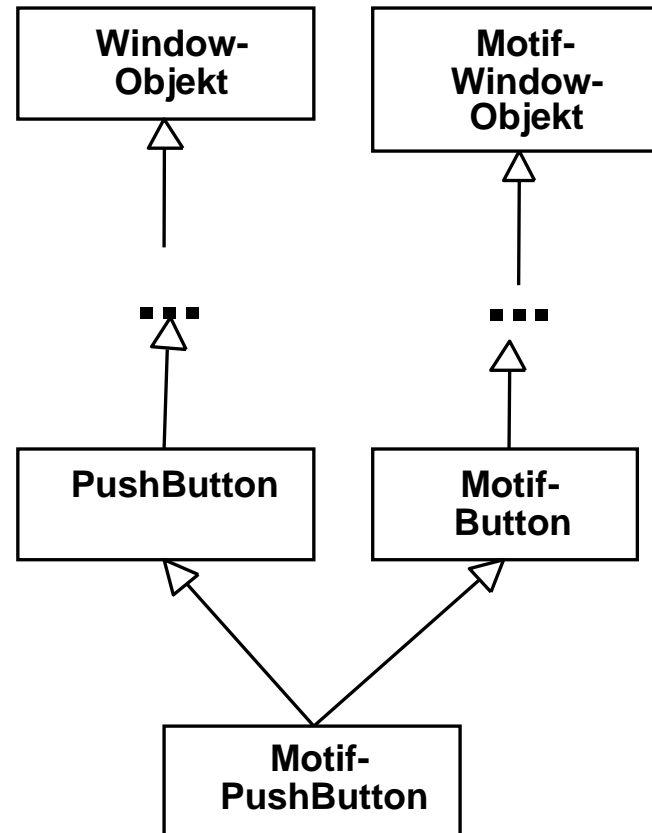 Window-
Objekt
Motif-
Window-
Objekt
...
...
PushButton
Motif-
Button
Motif-
PushButton